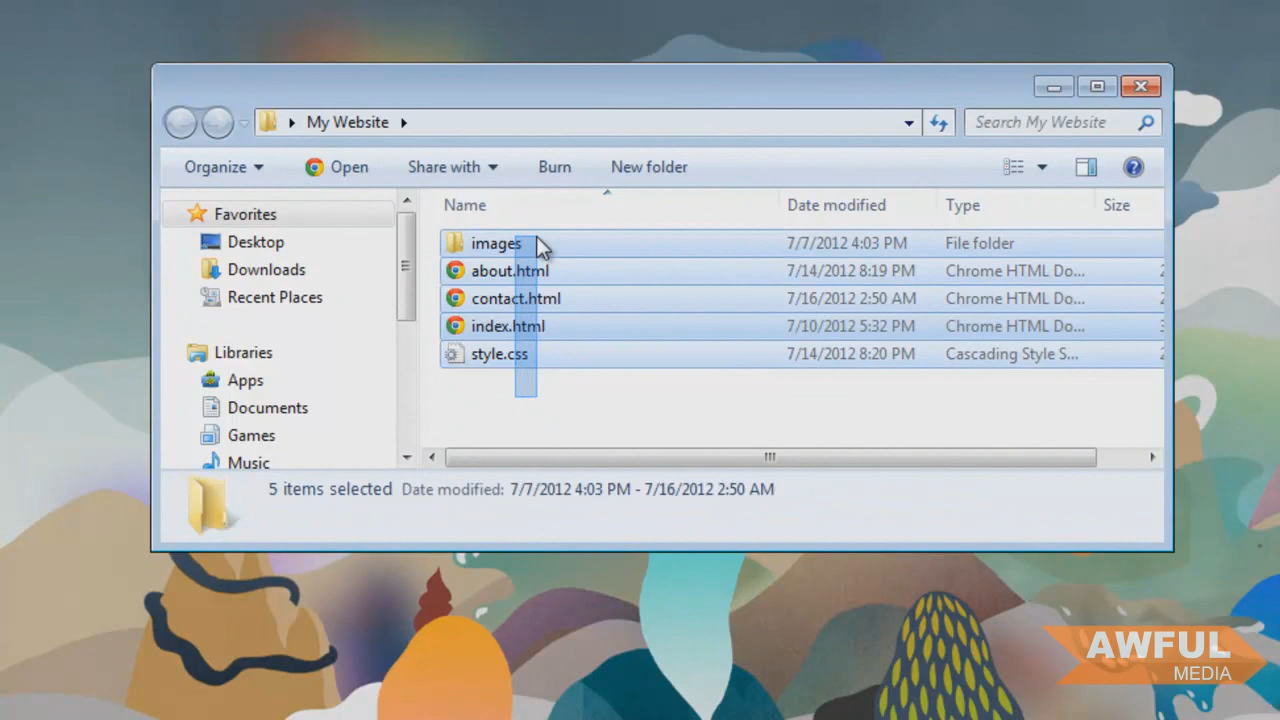 My Website
Search My Website
Organize Open Share with Burn New folder
Name Date modified Type Size
Favorites
Desktop
Downloads
Recent Places
Libraries
Apps
Documents
Games
Music
images 7/7/2012 4:03 PM File folder
about.html 7/14/2012 8:19 PM Chrome HTML Do...
contact.html 7/16/2012 2:50 AM Chrome HTML Do...
index.html 7/10/2012 5:32 PM Chrome HTML Do...
style.css 7/14/2012 8:20 PM Cascading Style S...
5 items selected Date modified: 7/7/2012 4:03 PM - 7/16/2012 2:50 AM
AWFUL
MEDIA